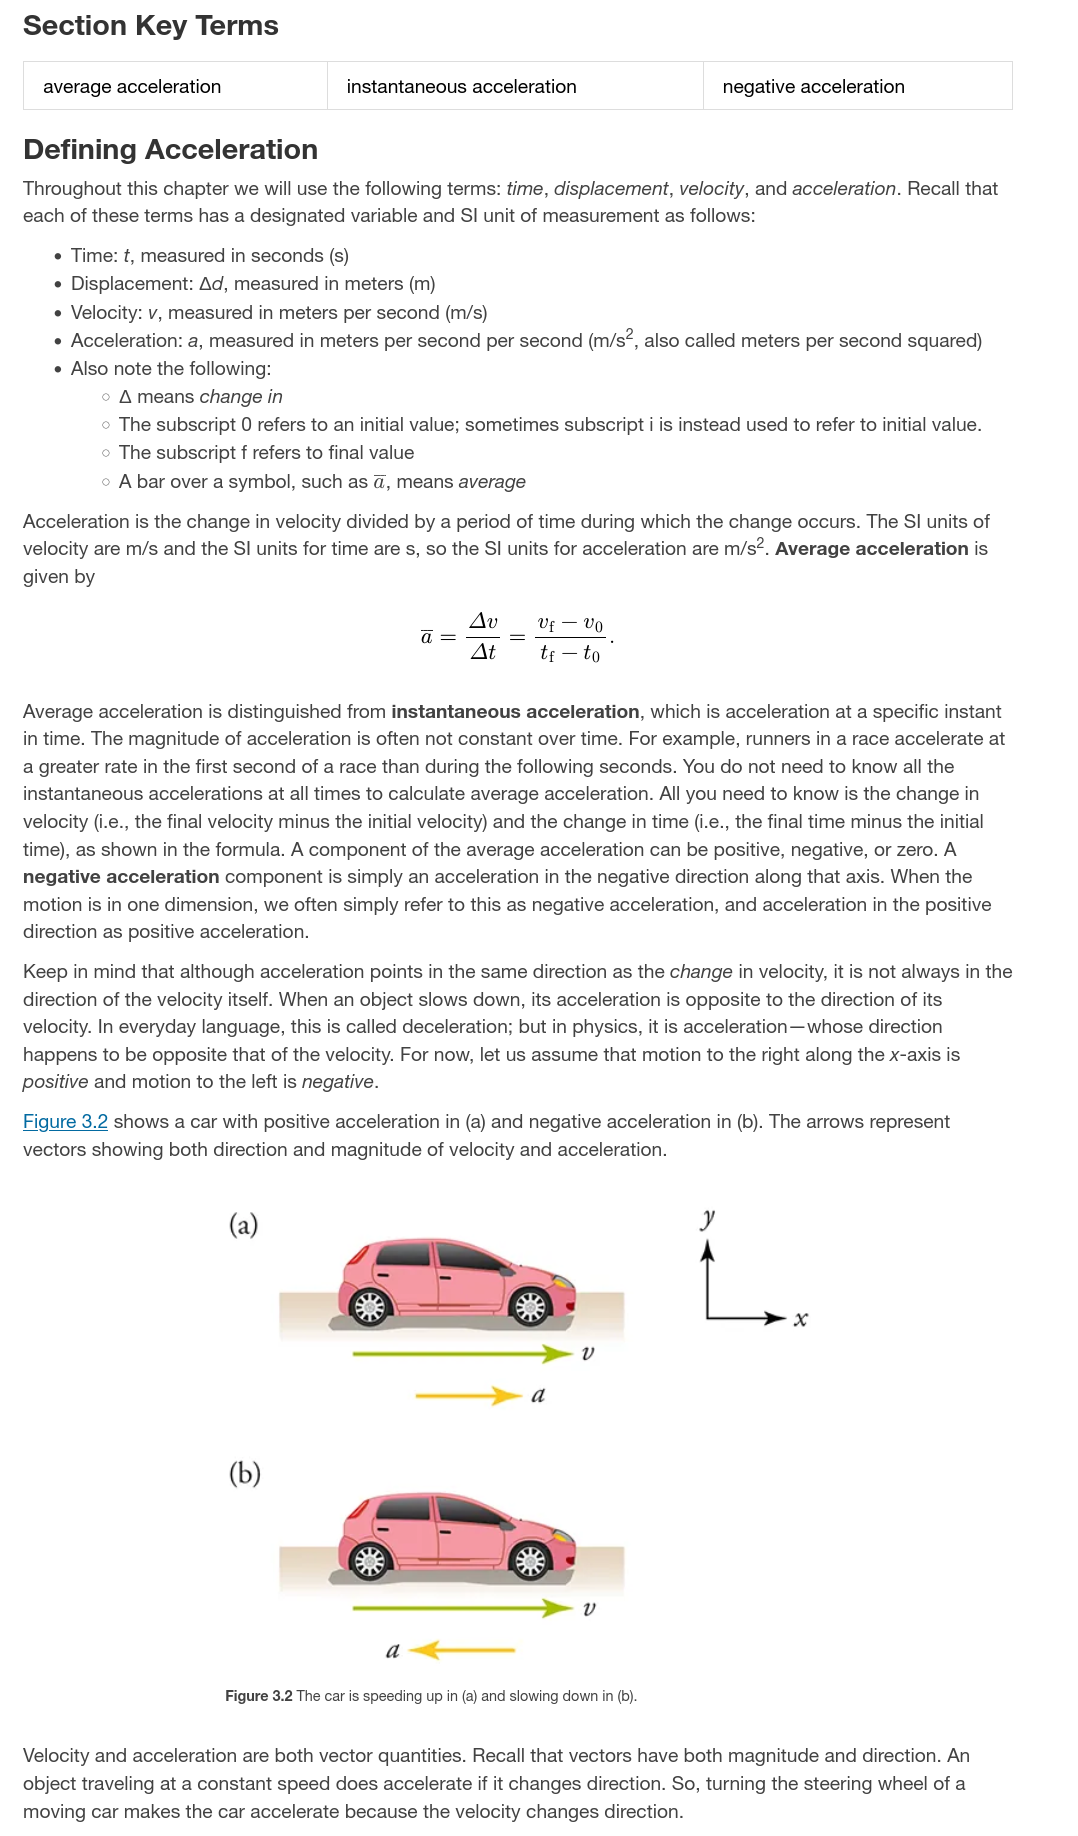 Section Key Terms
average acceleration instantaneous acceleration negative acceleration
Defining Acceleration
Throughout this chapter we will use the following terms: time, displacement, velocity, and acceleration. Recall that
each of these terms has a designated variable and SI unit of measurement as follows:
• Time: t, measured in seconds (s)
• Displacement: Δd, measured in meters (m)
• Velocity: v, measured in meters per second (m/s)
• Acceleration: a, measured in meters per second per second (m/s², also called meters per second squared)
• Also note the following:
◦ Δ means change in
◦ The subscript 0 refers to an initial value; sometimes subscript i is instead used to refer to initial value.
◦ The subscript f refers to final value
◦ A bar over a symbol, such as a̅, means average
Acceleration is the change in velocity divided by a period of time during which the change occurs. The SI units of
velocity are m/s and the SI units for time are s, so the SI units for acceleration are m/s². Average acceleration is
given by
a̅ = Δv/Δt = (v_f − v_0)/(t_f − t_0).
Average acceleration is distinguished from instantaneous acceleration, which is acceleration at a specific instant
in time. The magnitude of acceleration is often not constant over time. For example, runners in a race accelerate at
a greater rate in the first second of a race than during the following seconds. You do not need to know all the
instantaneous accelerations at all times to calculate average acceleration. All you need to know is the change in
velocity (i.e., the final velocity minus the initial velocity) and the change in time (i.e., the final time minus the initial
time), as shown in the formula. A component of the average acceleration can be positive, negative, or zero. A
negative acceleration component is simply an acceleration in the negative direction along that axis. When the
motion is in one dimension, we often simply refer to this as negative acceleration, and acceleration in the positive
direction as positive acceleration.
Keep in mind that although acceleration points in the same direction as the change in velocity, it is not always in the
direction of the velocity itself. When an object slows down, its acceleration is opposite to the direction of its
velocity. In everyday language, this is called deceleration; but in physics, it is acceleration—whose direction
happens to be opposite that of the velocity. For now, let us assume that motion to the right along the x-axis is
positive and motion to the left is negative.
Figure 3.2 shows a car with positive acceleration in (a) and negative acceleration in (b). The arrows represent
vectors showing both direction and magnitude of velocity and acceleration.
(a)
y
x
v
a
(b)
v
a
Figure 3.2 The car is speeding up in (a) and slowing down in (b).
Velocity and acceleration are both vector quantities. Recall that vectors have both magnitude and direction. An
object traveling at a constant speed does accelerate if it changes direction. So, turning the steering wheel of a
moving car makes the car accelerate because the velocity changes direction.